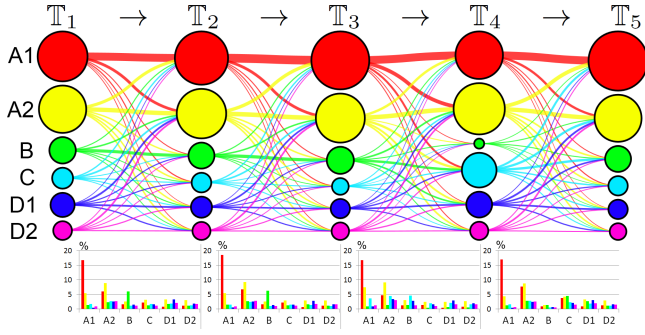 𝕋1 → 𝕋2 → 𝕋3 → 𝕋4 → 𝕋5
A1
A2
B
C
D1
D2
% % % %
20 20 20 20
15 15 15 15
10 10 10 10
5 5 5 5
0 0 0 0
A1 A2 B C D1 D2 A1 A2 B C D1 D2 A1 A2 B C D1 D2 A1 A2 B C D1 D2